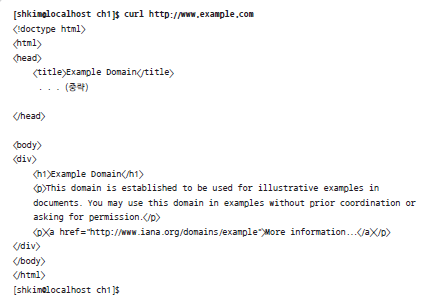 [shkim@localhost ch1]$ curl http://www.example.com
<!doctype html>
<html>
<head>
    <title>Example Domain</title>
     . . . (중략)

</head>

<body>
<div>
    <h1>Example Domain</h1>
    <p>This domain is established to be used for illustrative examples in
    documents. You may use this domain in examples without prior coordination or
    asking for permission.</p>
    <p><a href="http://www.iana.org/domains/example">More information...</a></p>
</div>
</body>
</html>
[shkim@localhost ch1]$